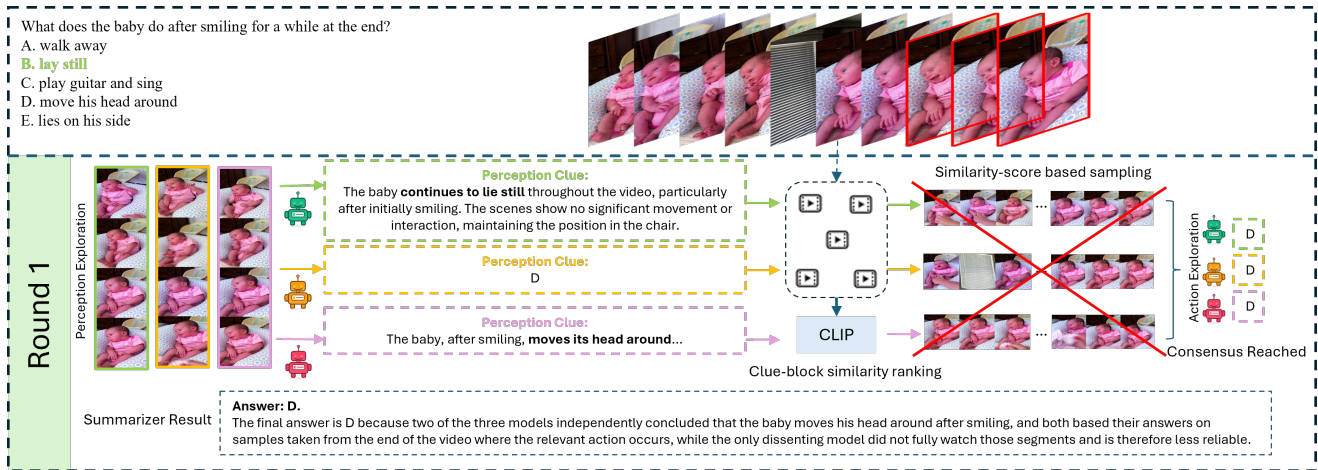 What does the baby do after smiling for a while at the end?
A. walk away
B. lay still
C. play guitar and sing
D. move his head around
E. lies on his side
Round 1
Perception Exploration
Perception Clue:
The baby continues to lie still throughout the video, particularly
after initially smiling. The scenes show no significant movement or
interaction, maintaining the position in the chair.
Perception Clue:
D
Perception Clue:
The baby, after smiling, moves its head around...
CLIP
Clue-block similarity ranking
Similarity-score based sampling
...
...
Action Exploration
D
D
D
Consensus Reached
Summarizer Result
Answer: D.
The final answer is D because two of the three models independently concluded that the baby moves his head around after smiling, and both based their answers on
samples taken from the end of the video where the relevant action occurs, while the only dissenting model did not fully watch those segments and is therefore less reliable.